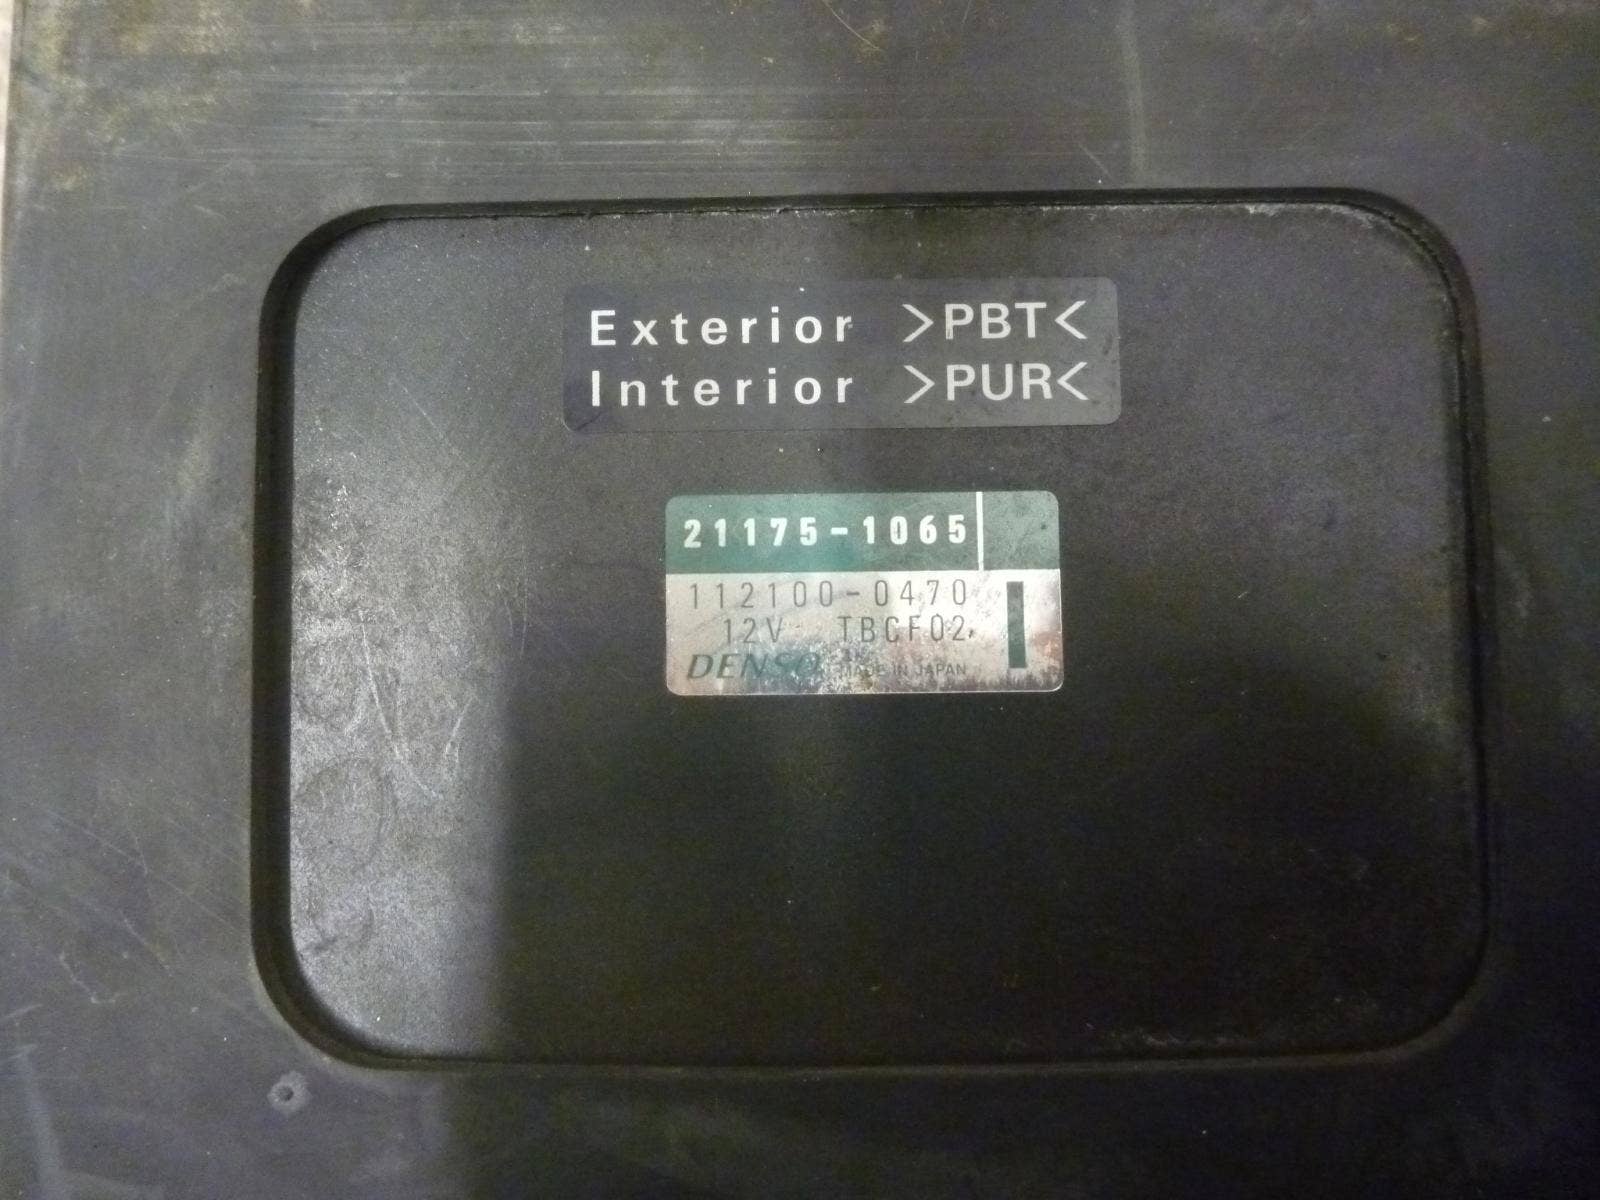 Exterior >PBT<
Interior >PUR<
21175-1065
112100-0470
12V TBCF02
DENSO MADE IN JAPAN